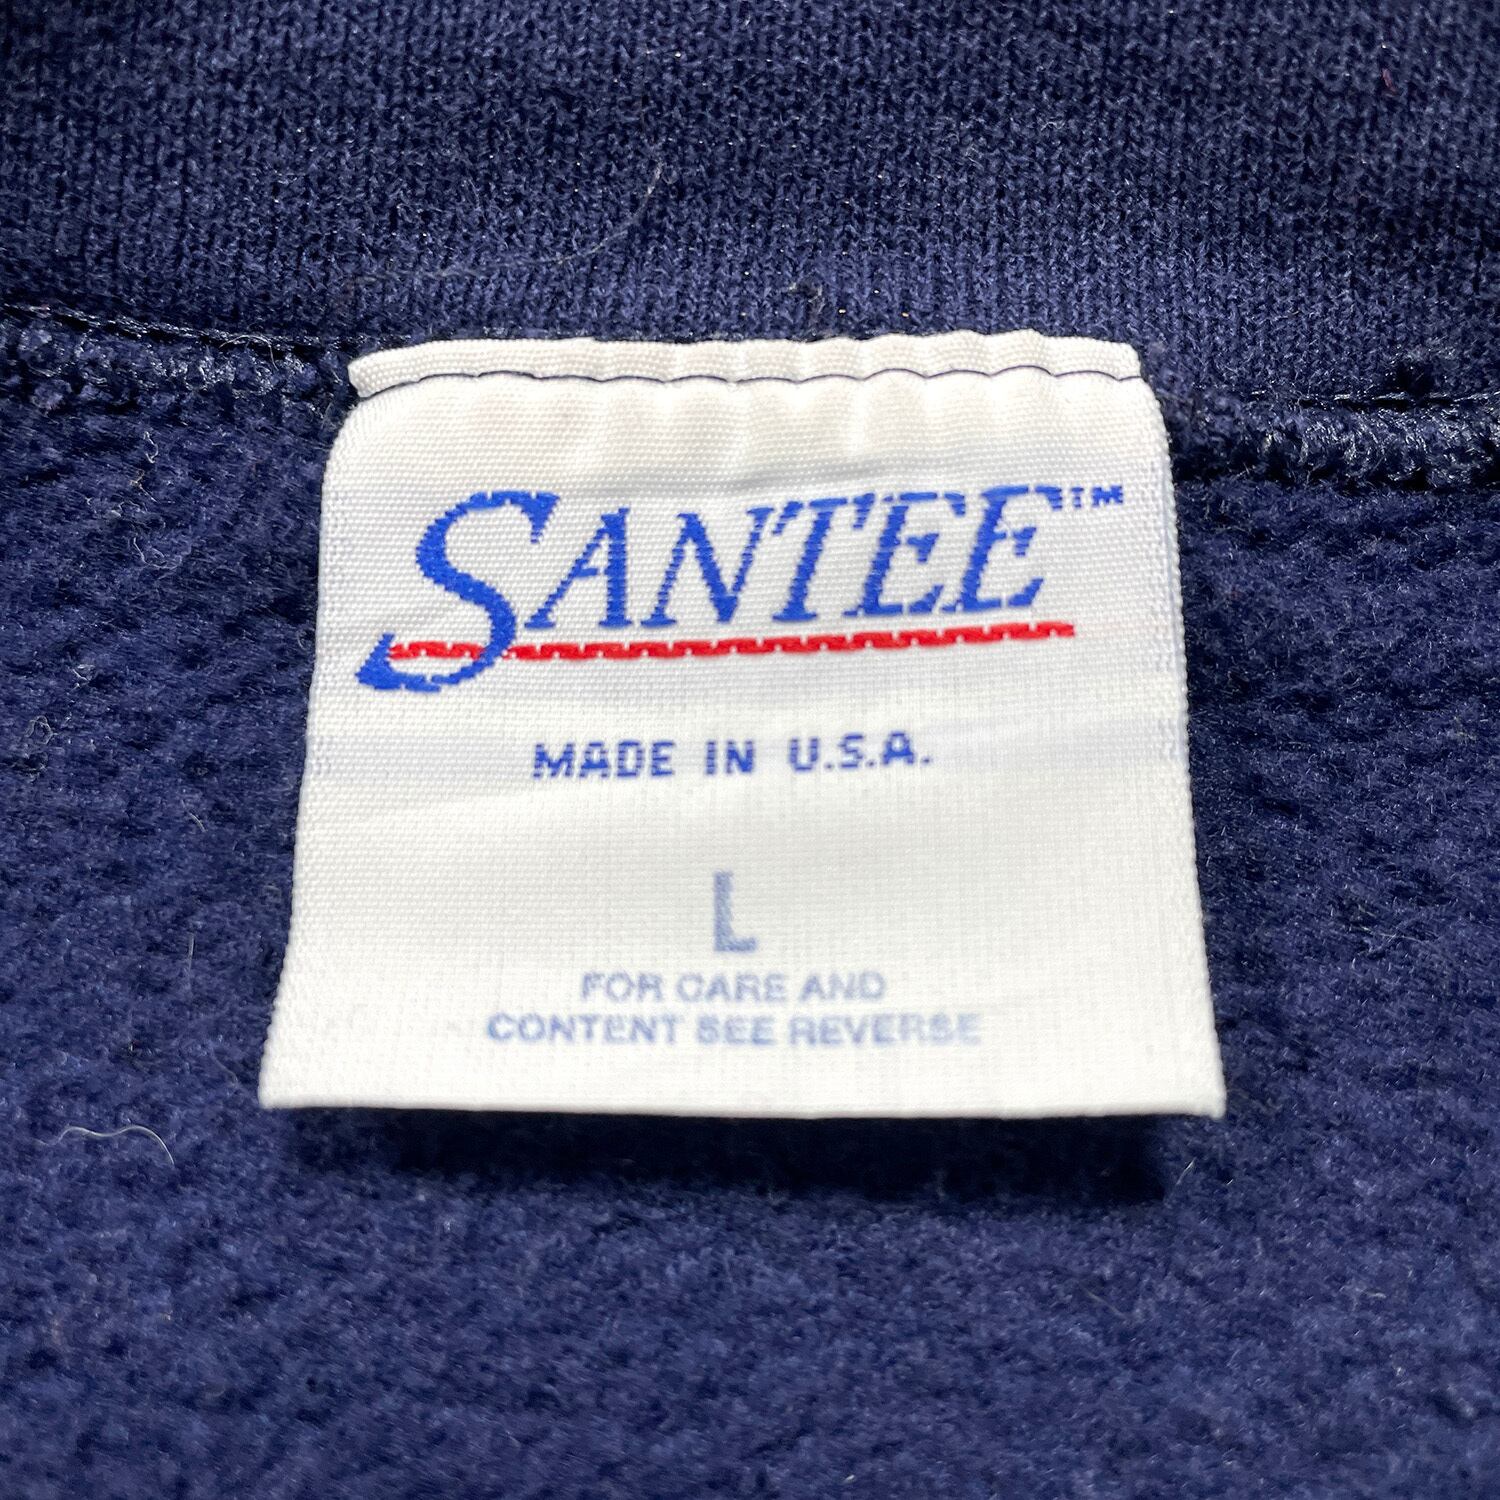 SANTEE™
MADE IN U.S.A.
L
FOR CARE AND
CONTENT SEE REVERSE